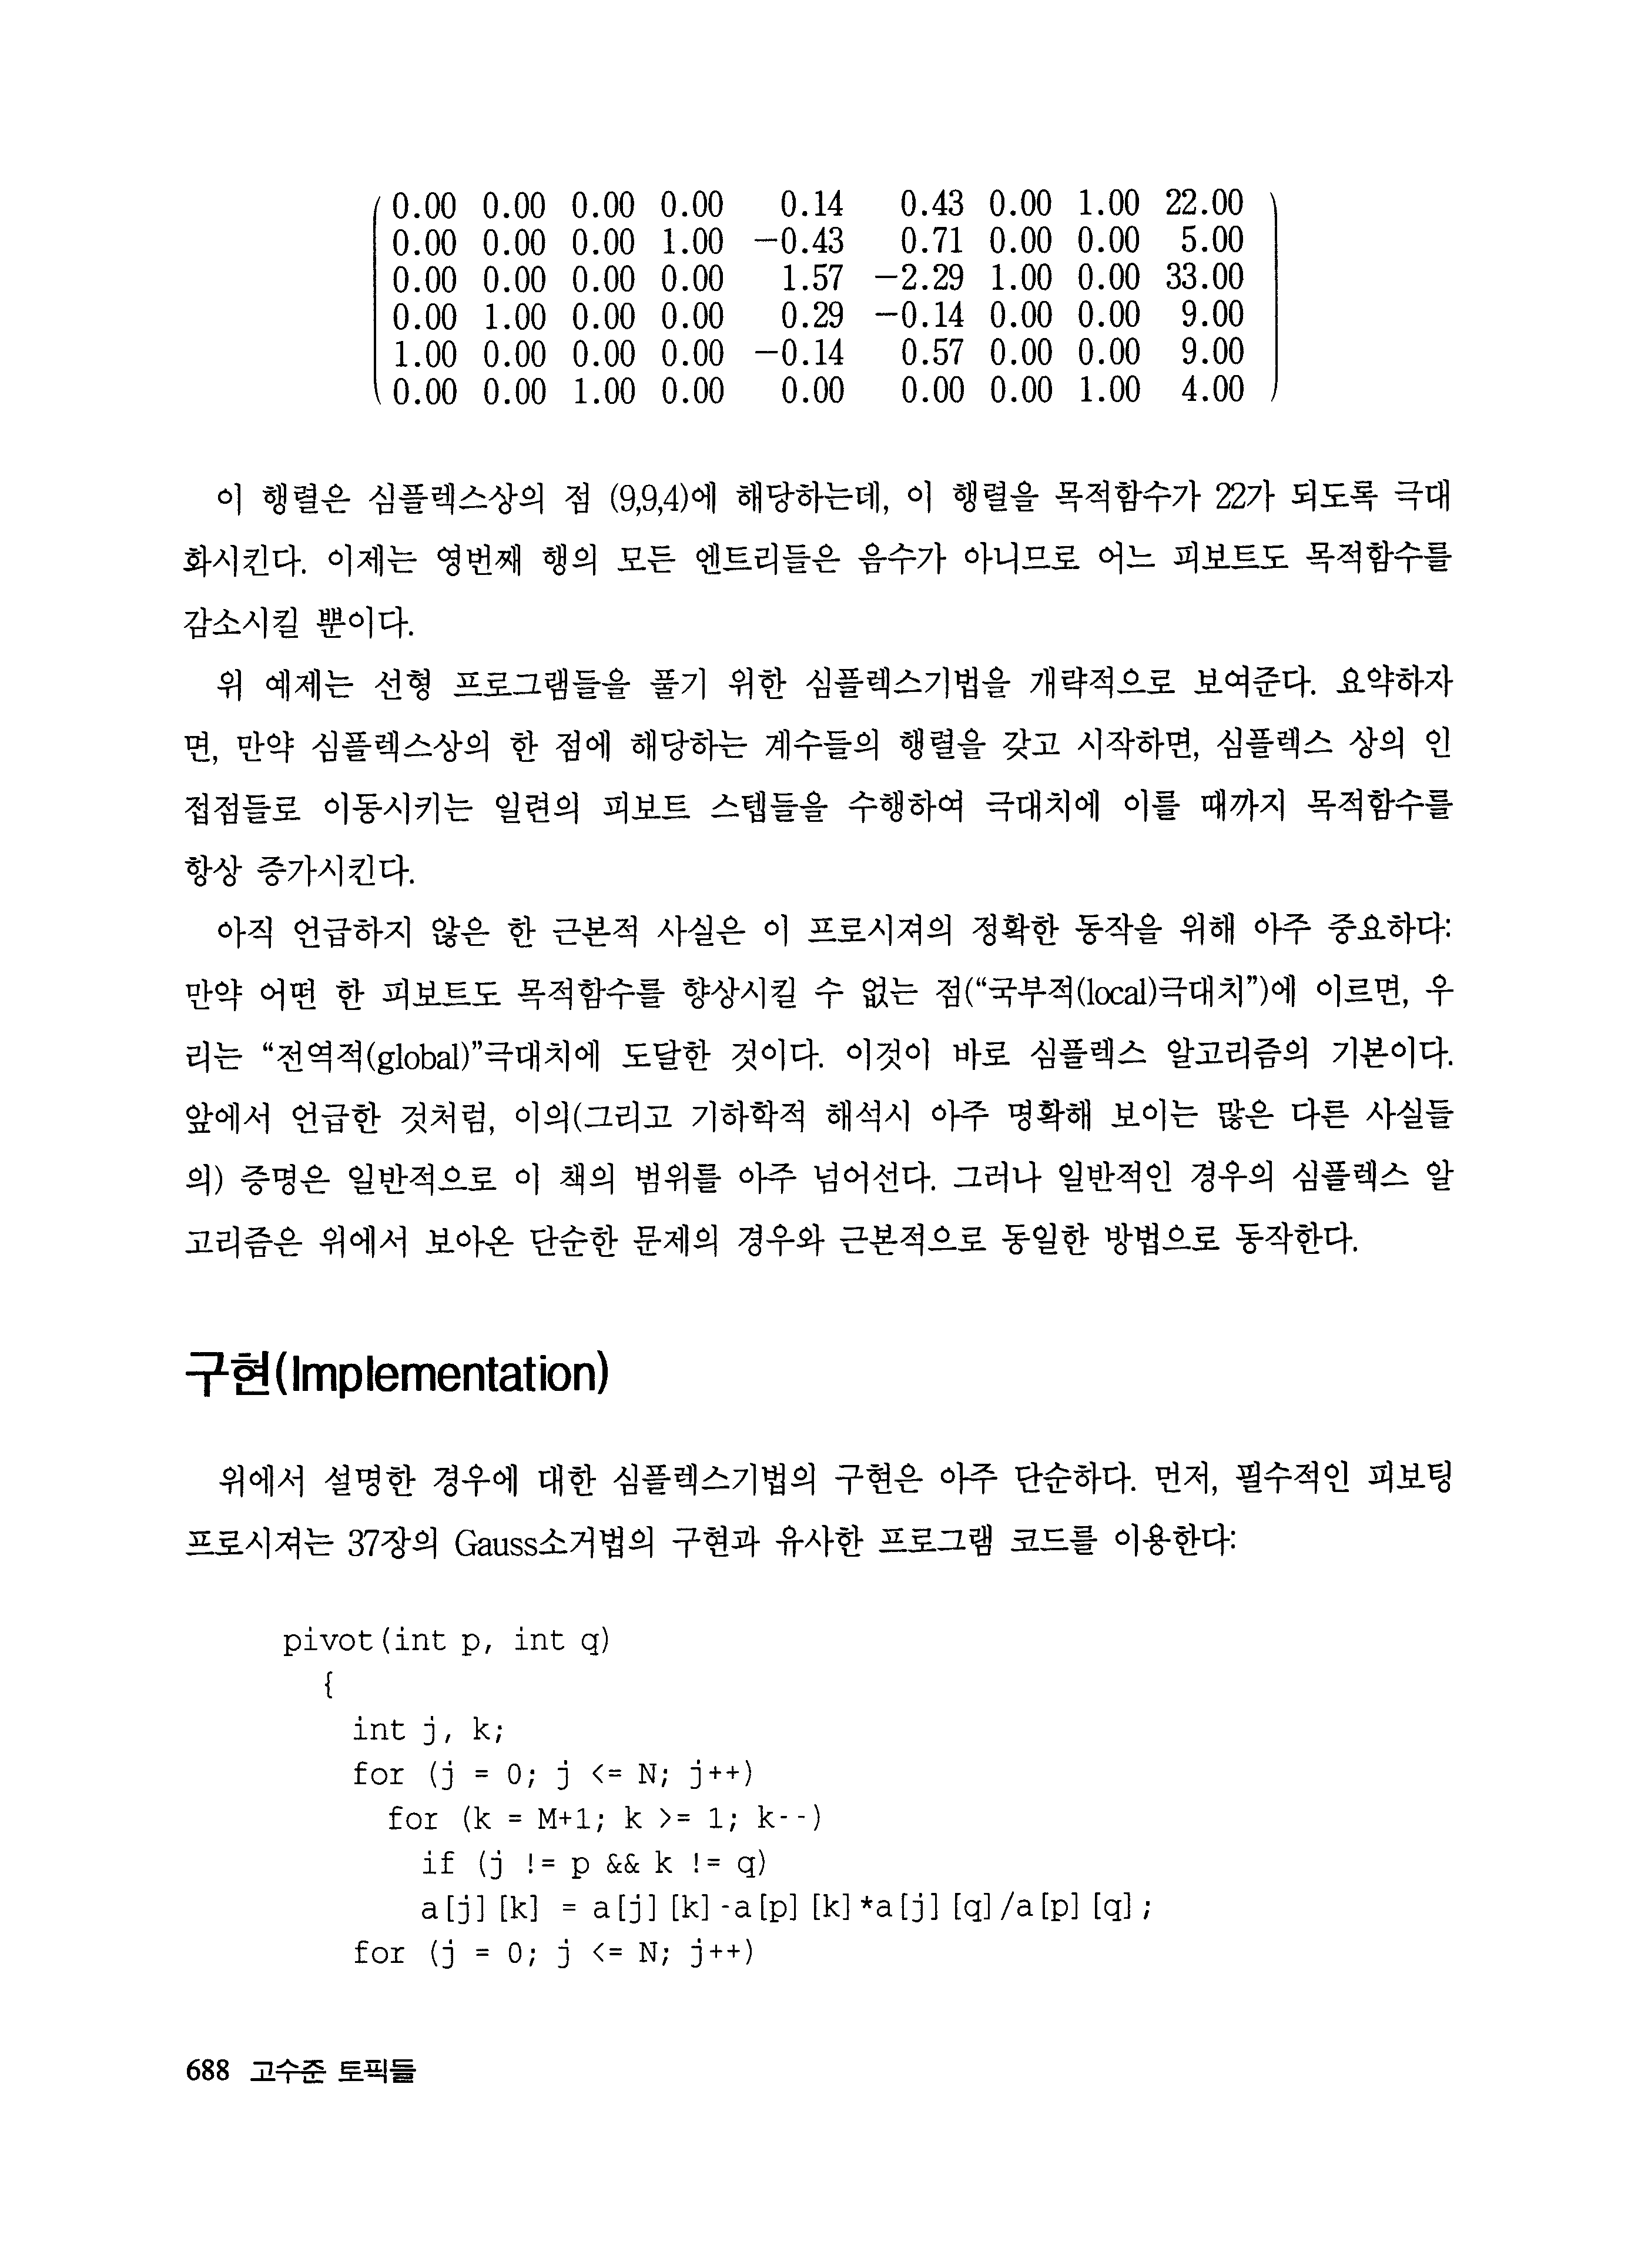 0.00 0.00 0.00 0.00 0.14 0.43 0.00 1.00 22.00
0.00 0.00 0.00 1.00 -0.43 0.71 0.00 0.00 5.00
0.00 0.00 0.00 0.00 1.57 -2.29 1.00 0.00 33.00
0.00 1.00 0.00 0.00 0.29 -0.14 0.00 0.00 9.00
1.00 0.00 0.00 0.00 -0.14 0.57 0.00 0.00 9.00
0.00 0.00 1.00 0.00 0.00 0.00 0.00 1.00 4.00
이 행렬은 심플렉스상의 점 (9,9,4)에 해당하는데, 이 행렬을 목적함수가 22가 되도록 극대
화시킨다. 이제는 영번째 행의 모든 엔트리들은 음수가 아니므로 어느 피보트도 목적함수를
감소시킬 뿐이다.
위 예제는 선형 프로그램들을 풀기 위한 심플렉스기법을 개략적으로 보여준다. 요약하자
면, 만약 심플렉스상의 한 점에 해당하는 계수들의 행렬을 갖고 시작하면, 심플렉스 상의 인
접점들로 이동시키는 일련의 피보트 스텝들을 수행하여 극대치에 이를 때까지 목적함수를
항상 증가시킨다.
아직 언급하지 않은 한 근본적 사실은 이 프로시져의 정확한 동작을 위해 아주 중요하다:
만약 어떤 한 피보트도 목적함수를 향상시킬 수 없는 점(“국부적(local)극대치”)에 이르면, 우
리는 “전역적(global)”극대치에 도달한 것이다. 이것이 바로 심플렉스 알고리즘의 기본이다.
앞에서 언급한 것처럼, 이의(그리고 기하학적 해석시 아주 명확해 보이는 많은 다른 사실들
의) 증명은 일반적으로 이 책의 범위를 아주 넘어선다. 그러나 일반적인 경우의 심플렉스 알
고리즘은 위에서 보아온 단순한 문제의 경우와 근본적으로 동일한 방법으로 동작한다.
구현(Implementation)
위에서 설명한 경우에 대한 심플렉스기법의 구현은 아주 단순하다. 먼저, 필수적인 피보팅
프로시져는 37장의 Gauss소거법의 구현과 유사한 프로그램 코드를 이용한다:
pivot(int p, int q)
{
int j, k;
for (j = 0; j <= N; j++)
for (k = M+1; k >= 1; k--)
if (j != p && k != q)
a[j][k] = a[j][k]-a[p][k]*a[j][q]/a[p][q];
for (j = 0; j <= N; j++)
688 고수준 토픽들